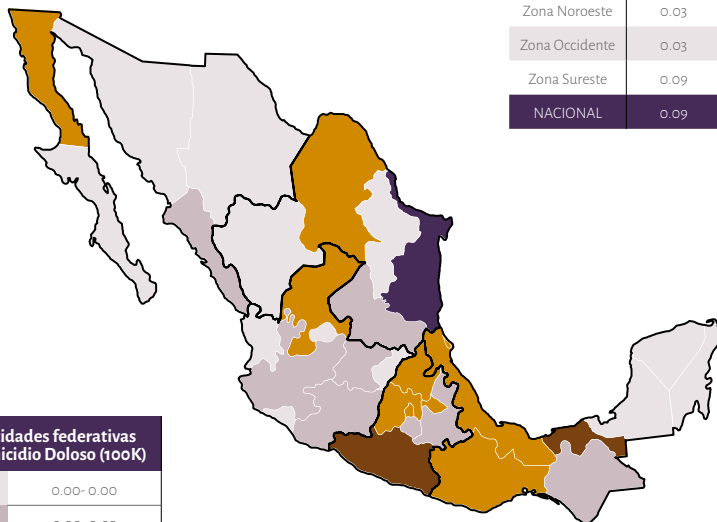 Zona Noroeste 0.03
Zona Occidente 0.03
Zona Sureste 0.09
NACIONAL 0.09
idades federativas
icidio Doloso (100K)
0.00-0.00